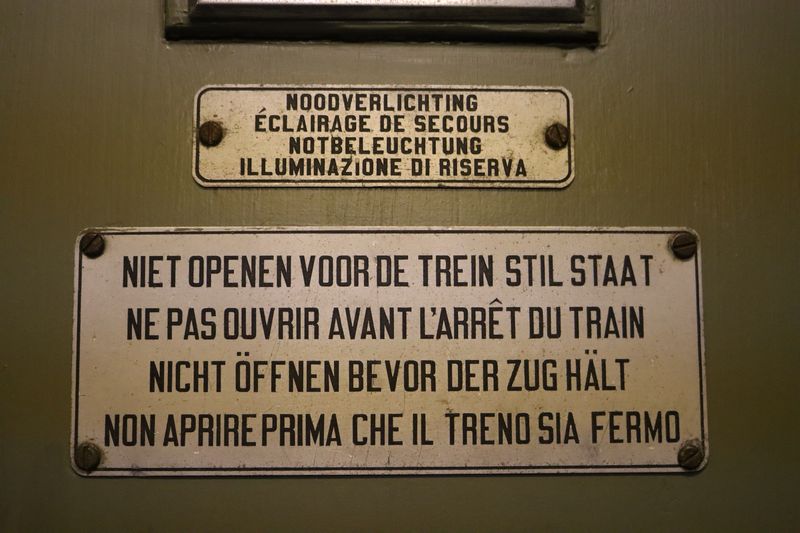 NOODVERLICHTING
ÉCLAIRAGE DE SECOURS
NOTBELEUCHTUNG
ILLUMINAZIONE DI RISERVA
NIET OPENEN VOOR DE TREIN STIL STAAT
NE PAS OUVRIR AVANT L'ARRÊT DU TRAIN
NICHT ÖFFNEN BEVOR DER ZUG HÄLT
NON APRIRE PRIMA CHE IL TRENO SIA FERMO